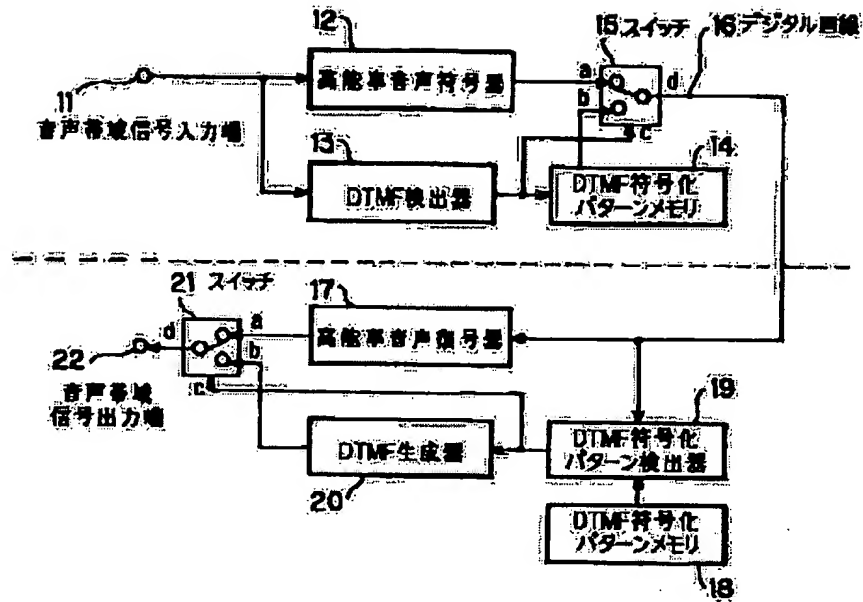 12
15 スイッチ
16 デジタル回線
高能率音声符号器
a
b
c
d
11
音声帯域信号入力端
13
DTMF検出器
14
DTMF符号化
パターンメモリ
21 スイッチ
17
高能率音声復号器
d
a
b
c
22
音声帯域
信号出力端
19
DTMF符号化
パターン検出器
DTMF生成器
20
DTMF符号化
パターンメモリ
18